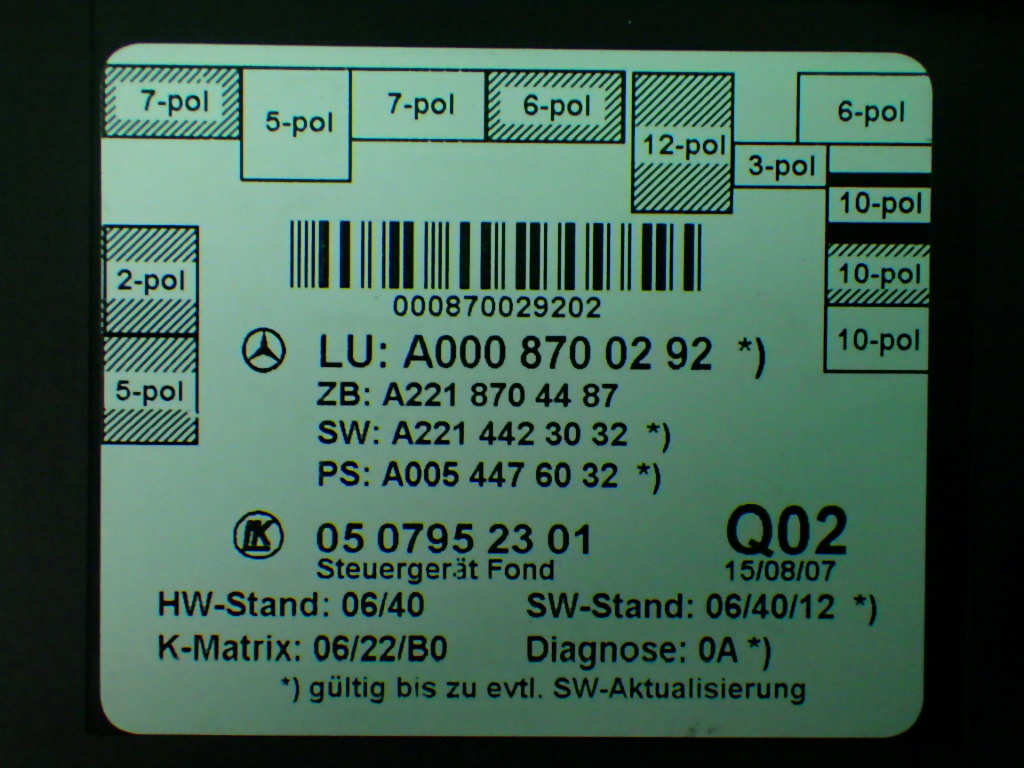 7-pol
5-pol
7-pol
6-pol
12-pol
3-pol
6-pol
10-pol
10-pol
10-pol
2-pol
5-pol
000870029202
LU: A000 870 02 92 *)
ZB: A221 870 44 87
SW: A221 442 30 32 *)
PS: A005 447 60 32 *)
05 0795 23 01
Q02
Steuergerät Fond
15/08/07
HW-Stand: 06/40 SW-Stand: 06/40/12 *)
K-Matrix: 06/22/B0 Diagnose: 0A *)
*) gültig bis zu evtl. SW-Aktualisierung